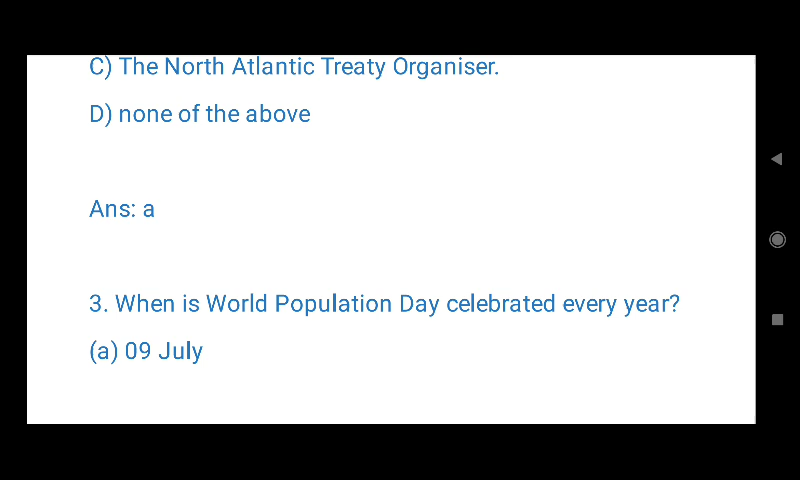 C) The North Atlantic Treaty Organiser.
D) none of the above
Ans: a
3. When is World Population Day celebrated every year?
(a) 09 July